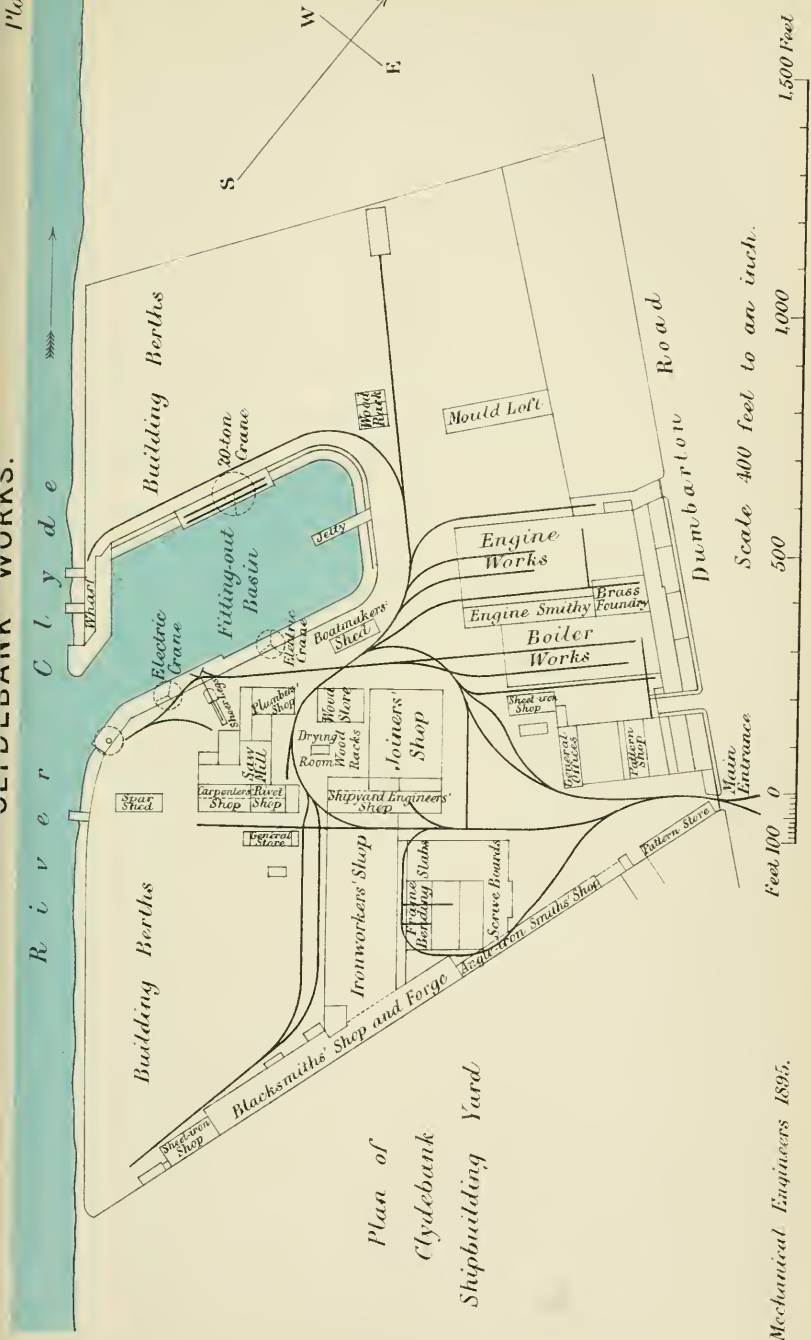 CLYDEBANK WORKS.
River Clyde
W
E
S
Building Berths
Wharf
20-ton
Crane
Fitting-out
Basin
Electric
Crane
Electric
Crane
Jetty
Wood
Rack
Mould Loft
Boatmakers'
Shed
Engine
Works
Engine Smithy
Brass
Foundry
Boiler
Works
Sheet-iron
Shop
General
Offices
Pattern
Shop
Main
Entrance
Dumbarton Road
Sheer Legs
Plumbers'
Shop
Saw
Mill
Wood
Store
Drying
Room
Wood
Racks
Joiners'
Shop
Spar
Shed
Carpenters'
Shop
Rivet
Shop
Shipyard Engineers'
Shop
General
Store
Building Berths
Ironworkers' Shop
Frame
Bending Slabs
Scrive Boards
Pattern Store
Angle-iron Smiths' Shop
Blacksmiths' Shop and Forge
Sheet-iron
Shop
Plan of
Clydebank
Shipbuilding Yard
Scale 400 feet to an inch.
Feet 100 0 500 1,000 1,500 Feet
Mechanical Engineers 1895.